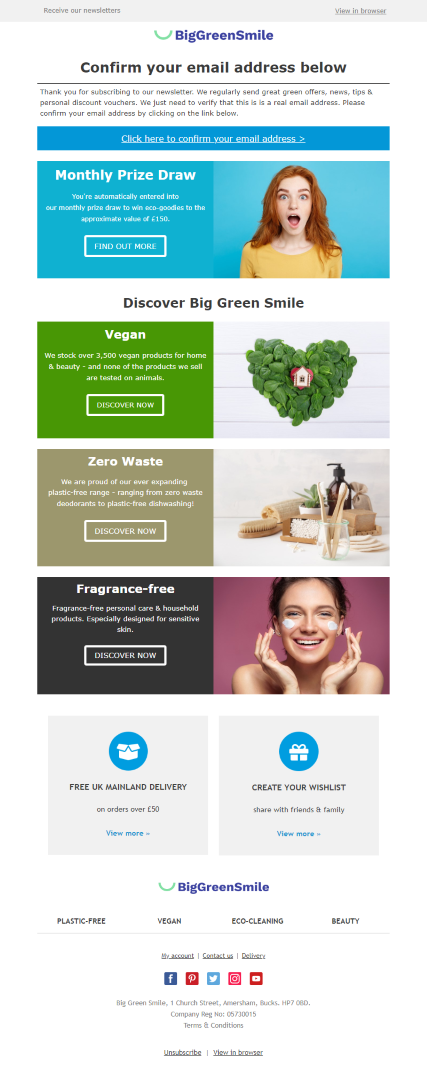 Receive our newsletters
View in browser
BigGreenSmile
Confirm your email address below
Thank you for subscribing to our newsletter. We regularly send great green offers, news, tips &
personal discount vouchers. We just need to verify that this is is a real email address. Please
confirm your email address by clicking on the link below.
Click here to confirm your email address >
Monthly Prize Draw
You're automatically entered into
our monthly prize draw to win eco-goodies to the
approximate value of £150.
FIND OUT MORE
Discover Big Green Smile
Vegan
We stock over 3,500 vegan products for home
& beauty - and none of the products we sell
are tested on animals.
DISCOVER NOW
Zero Waste
We are proud of our ever expanding
plastic-free range - ranging from zero waste
deodorants to plastic-free dishwashing!
DISCOVER NOW
Fragrance-free
Fragrance-free personal care & household
products. Especially designed for sensitive
skin.
DISCOVER NOW
FREE UK MAINLAND DELIVERY
on orders over £50
View more »
CREATE YOUR WISHLIST
share with friends & family
View more »
BigGreenSmile
PLASTIC-FREE VEGAN ECO-CLEANING BEAUTY
My account | Contact us | Delivery
Big Green Smile, 1 Church Street, Amersham, Bucks. HP7 0BD.
Company Reg No: 05730015
Terms & Conditions
Unsubscribe | View in browser